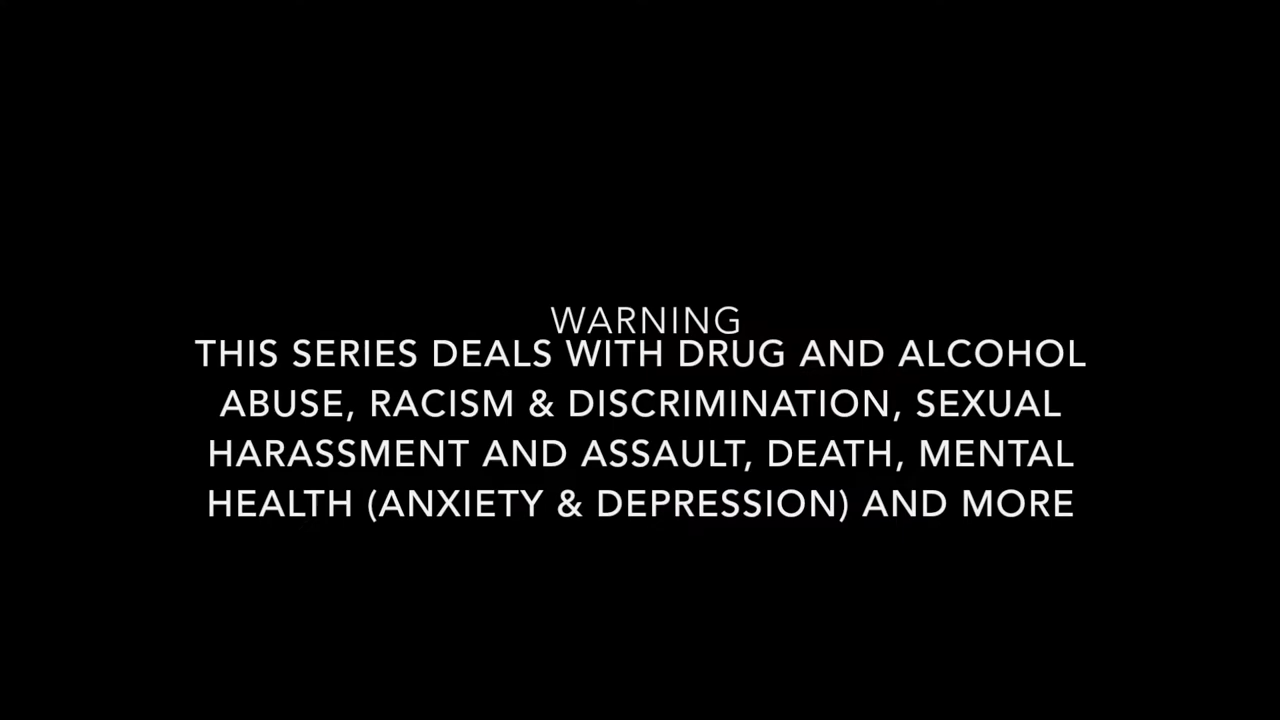 WARNING
THIS SERIES DEALS WITH DRUG AND ALCOHOL
ABUSE, RACISM & DISCRIMINATION, SEXUAL
HARASSMENT AND ASSAULT, DEATH, MENTAL
HEALTH (ANXIETY & DEPRESSION) AND MORE